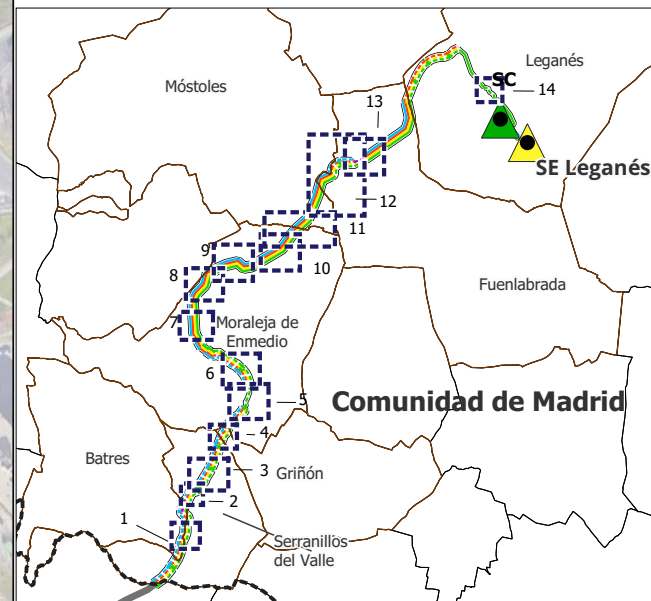 Leganés
SC
14
Móstoles
13
SE Leganés
12
11
9
10
8
Fuenlabrada
7
Moraleja de
Enmedio
6
5
Comunidad de Madrid
4
Batres
3
Griñón
2
1
Serranillos
del Valle